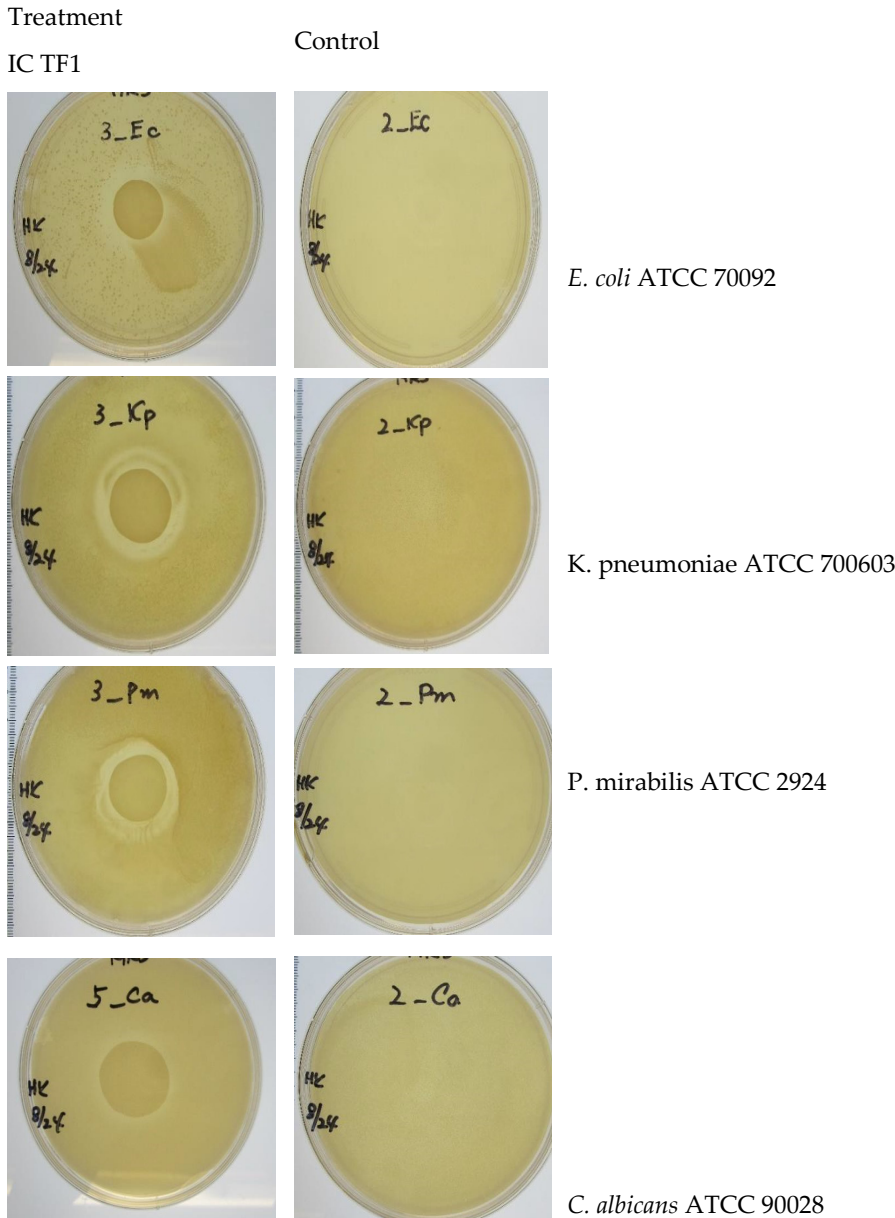 Treatment
IC TF1
Control
3_Ec
HK
8/24.
2_EC
HK
8/24.
E. coli ATCC 70092
3_Kp
HK
8/24.
2_Kp
HK
8/24.
K. pneumoniae ATCC 700603
3_Pm
HK
8/24.
2_Pm
HK
8/24.
P. mirabilis ATCC 2924
5_Ca
HK
8/24.
2_Ca
HK
8/24.
C. albicans ATCC 90028